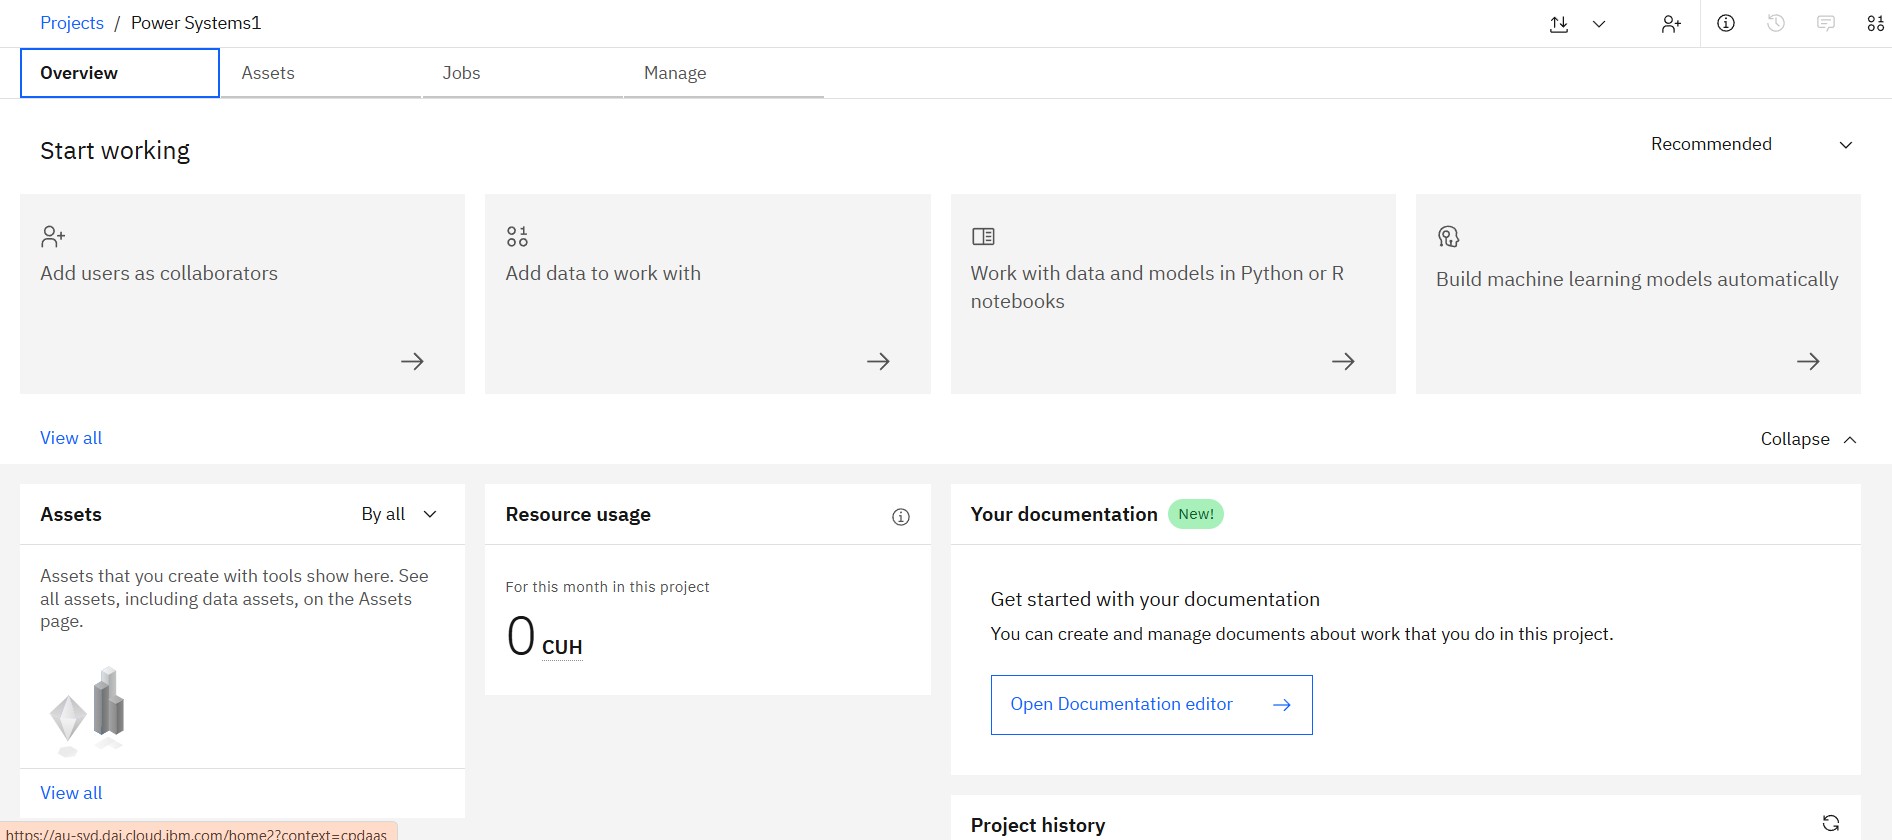 Projects / Power Systems1
Overview
Assets
Jobs
Manage
Start working
Recommended
Add users as collaborators
Add data to work with
Work with data and models in Python or R
notebooks
Build machine learning models automatically
View all
Collapse
Assets
By all
Assets that you create with tools show here. See
all assets, including data assets, on the Assets
page.
View all
Resource usage
For this month in this project
0 CUH
Your documentation
New!
Get started with your documentation
You can create and manage documents about work that you do in this project.
Open Documentation editor
Project history
https://au-syd.dai.cloud.ibm.com/home2?context=cpdaas